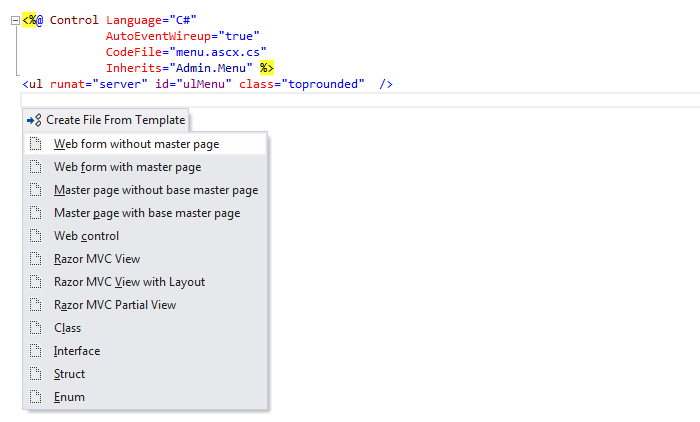 <%@ Control Language="C#"
AutoEventWireup="true"
CodeFile="menu.ascx.cs"
Inherits="Admin.Menu" %>
<ul runat="server" id="ulMenu" class="toprounded" />
Create File From Template
Web form without master page
Web form with master page
Master page without base master page
Master page with base master page
Web control
Razor MVC View
Razor MVC View with Layout
Razor MVC Partial View
Class
Interface
Struct
Enum